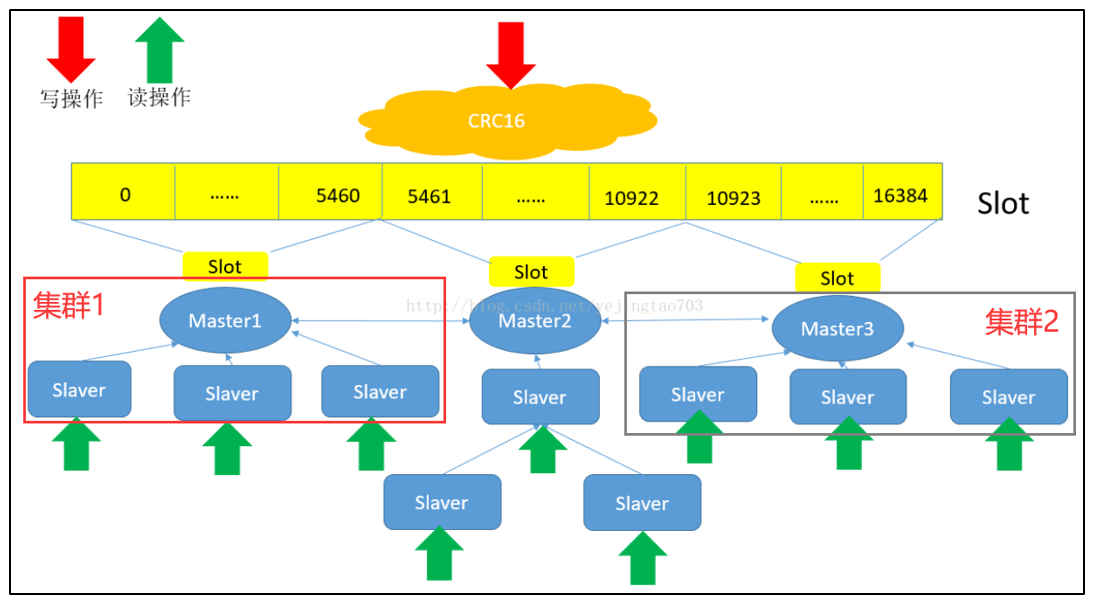 写操作
读操作
CRC16
0 …… 5460 5461 …… 10922 10923 …… 16384
Slot
Slot
Slot
Slot
集群1
http://blog.csdn.net/yejingtao703
集群2
Master1
Master2
Master3
Slaver
Slaver
Slaver
Slaver
Slaver
Slaver
Slaver
Slaver
Slaver